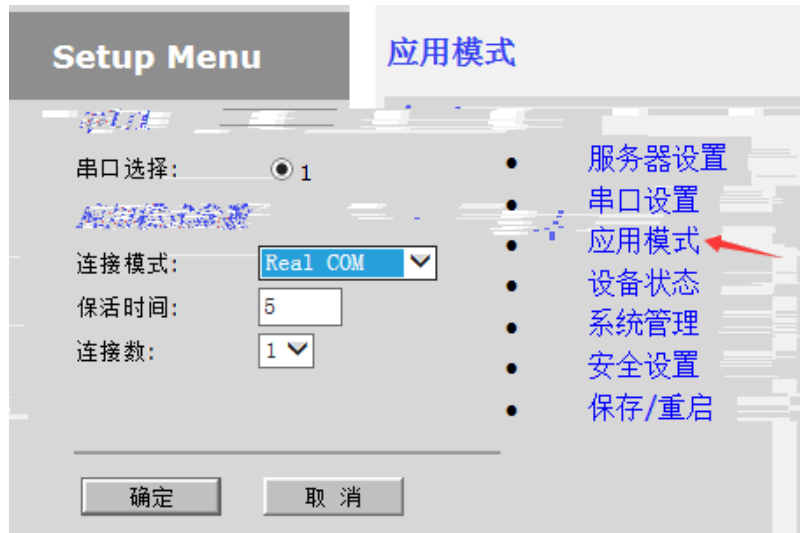 Setup Menu
应用模式
串口选择: 1
连接模式: Real COM
保活时间: 5
连接数: 1
确定 取 消
服务器设置
串口设置
应用模式
设备状态
系统管理
安全设置
保存/重启